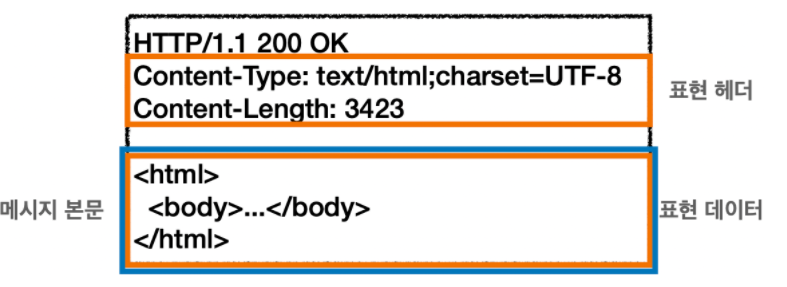 HTTP/1.1 200 OK
Content-Type: text/html;charset=UTF-8
Content-Length: 3423
표현 헤더
<html>
<body>...</body>
</html>
메시지 본문
표현 데이터